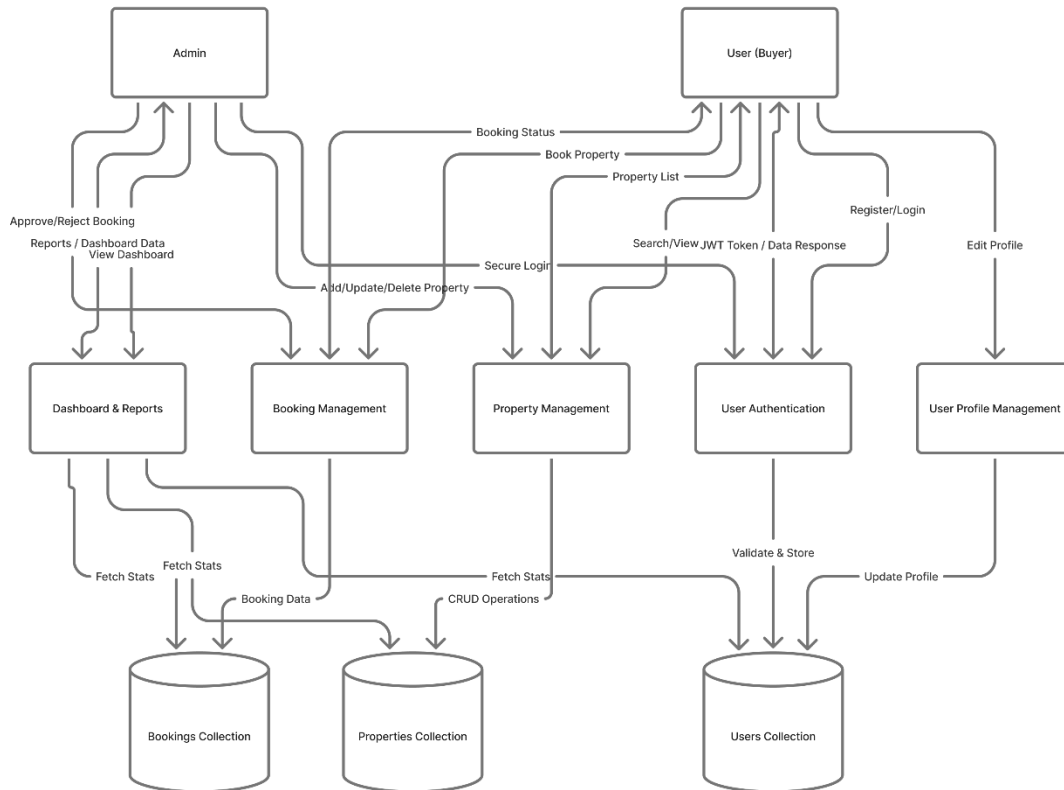 Admin
User (Buyer)
Booking Status
Book Property
Property List
Approve/Reject Booking
Register/Login
Reports / Dashboard Data
Search/View
JWT Token / Data Response
Edit Profile
View Dashboard
Secure Login
Add/Update/Delete Property
Dashboard & Reports
Booking Management
Property Management
User Authentication
User Profile Management
Validate & Store
Fetch Stats
Fetch Stats
Fetch Stats
Update Profile
Booking Data
CRUD Operations
Bookings Collection
Properties Collection
Users Collection